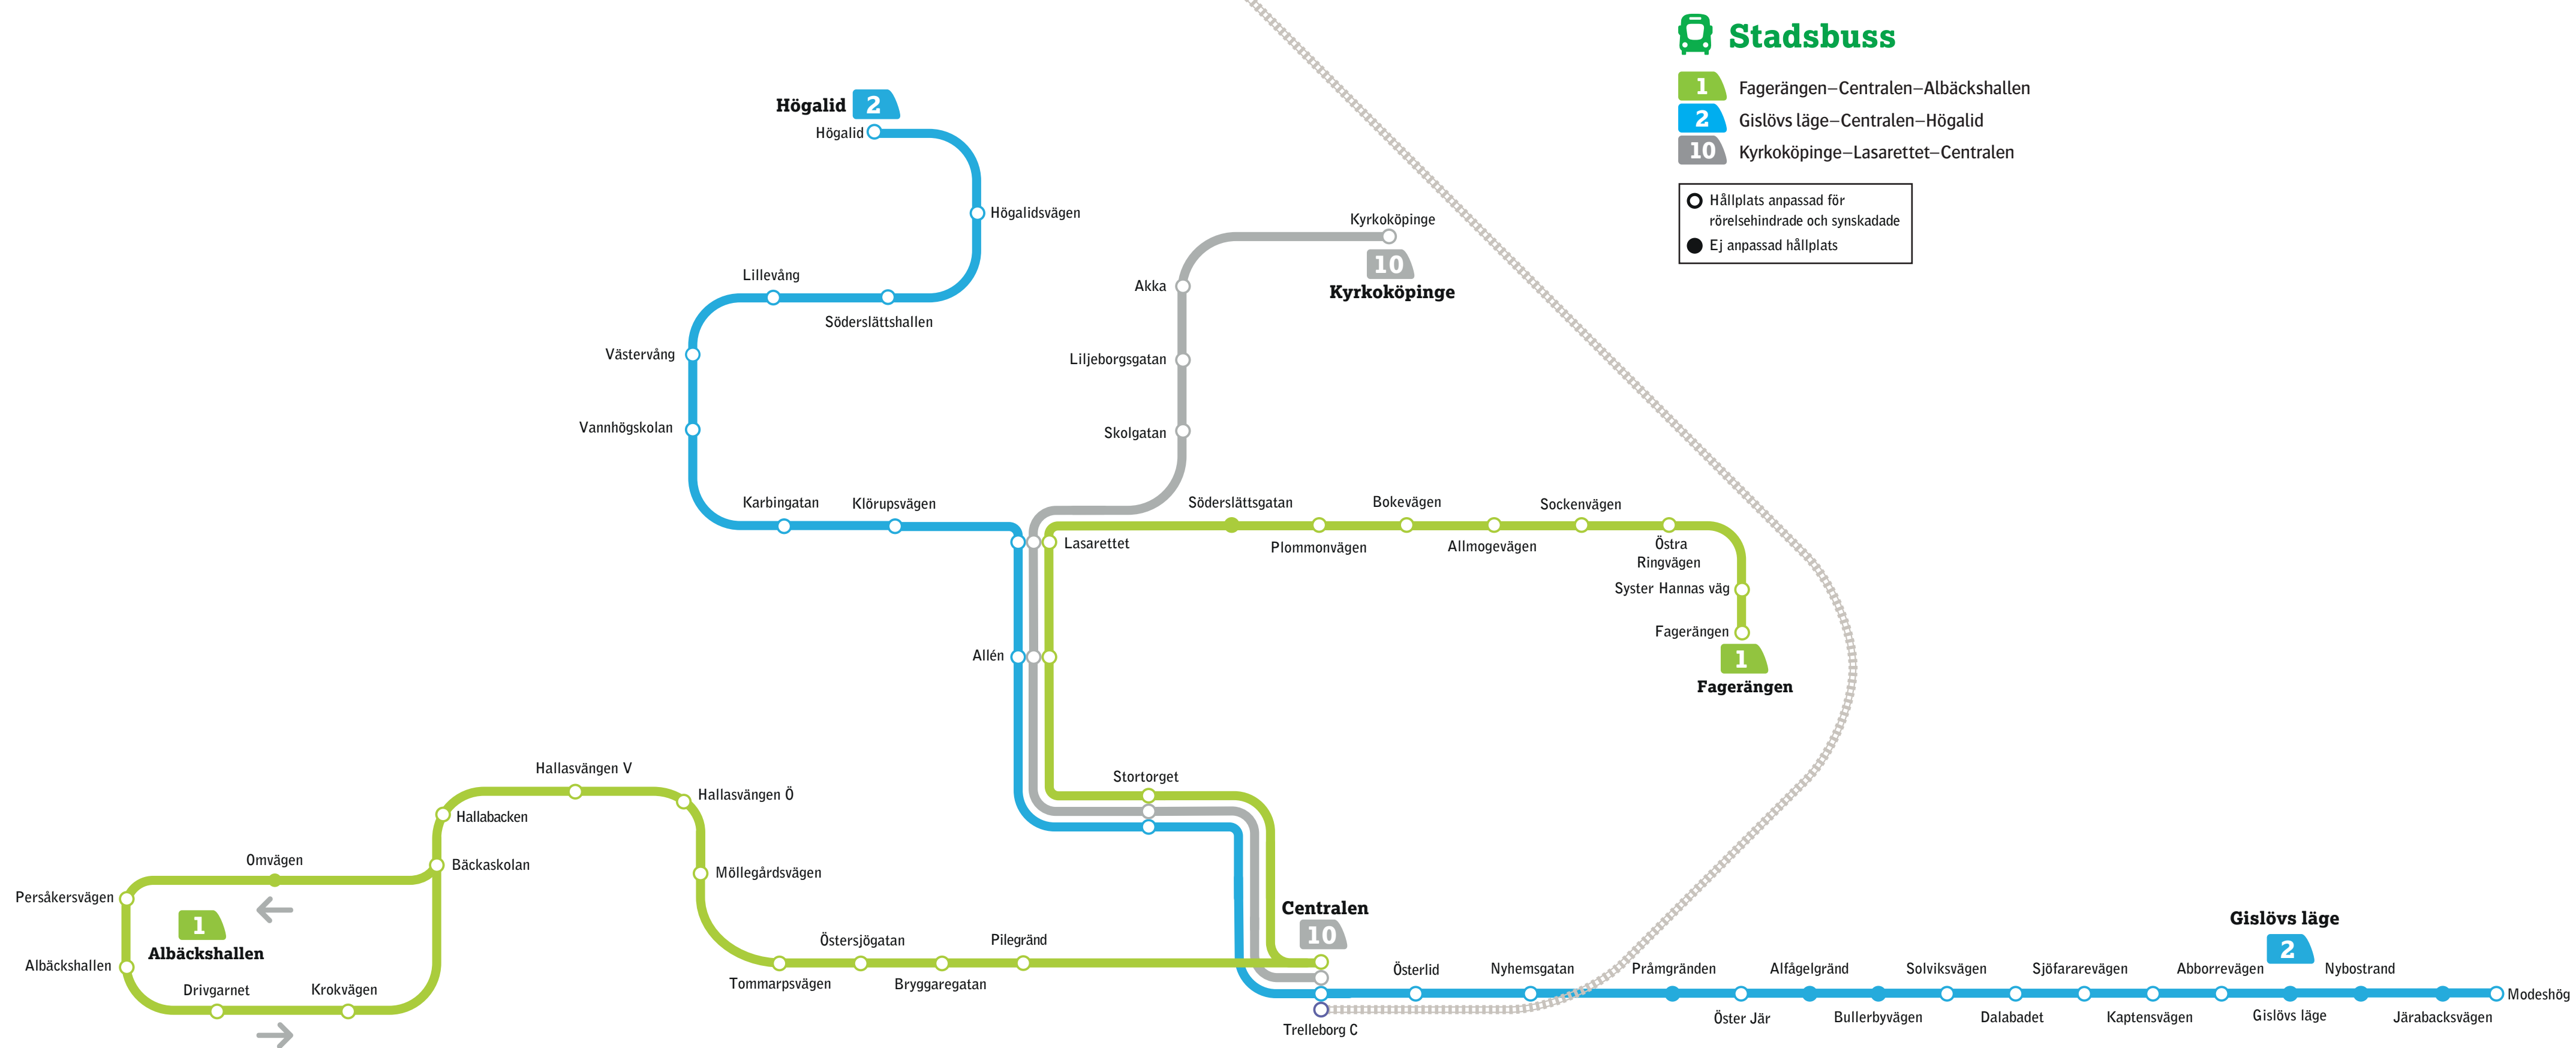 Stadsbuss
1 Fagerängen–Centralen–Albäckshallen
2 Gislövs läge–Centralen–Högalid
10 Kyrkoköpinge–Lasarettet–Centralen
Hållplats anpassad för
rörelsehindrade och synskadade
Ej anpassad hållplats
Högalid 2
Högalid
Högalidsvägen
Lillevång
Söderslättshallen
Västervång
Vannhögskolan
Karbingatan
Klörupsvägen
Kyrkoköpinge
10
Kyrkoköpinge
Akka
Liljeborgsgatan
Skolgatan
Lasarettet
Allén
Söderslättsgatan
Plommonvägen
Bokevägen
Allmogevägen
Sockenvägen
Östra
Ringvägen
Syster Hannas väg
Fagerängen
1
Fagerängen
Stortorget
Hallasvängen V
Hallasvängen Ö
Hallabacken
Bäckaskolan
Omvägen
Persåkersvägen
1
Albäckshallen
Albäckshallen
Drivgarnet
Krokvägen
Möllegårdsvägen
Tommarpsvägen
Östersjögatan
Bryggaregatan
Pilegränd
Centralen
10
Trelleborg C
Österlid
Nyhemsgatan
Pråmgränden
Öster Jär
Alfågelgränd
Bullerbyvägen
Solviksvägen
Dalabadet
Sjöfararevägen
Kaptensvägen
Abborrevägen
Gislövs läge
2
Gislövs läge
Nybostrand
Järabacksvägen
Modeshög